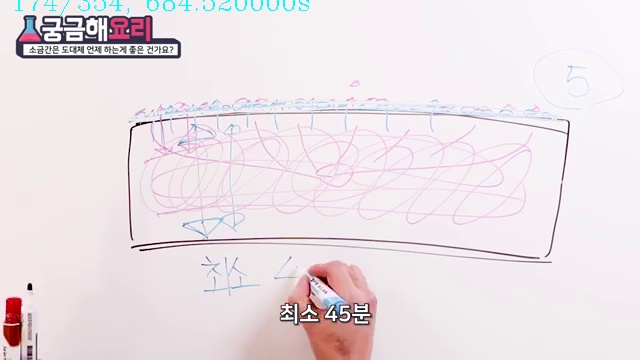 174/354, 684.520000s
궁금해요리
소금간은 도대체 언제 하는게 좋은 건가요?
5
최소 4
최소 45분